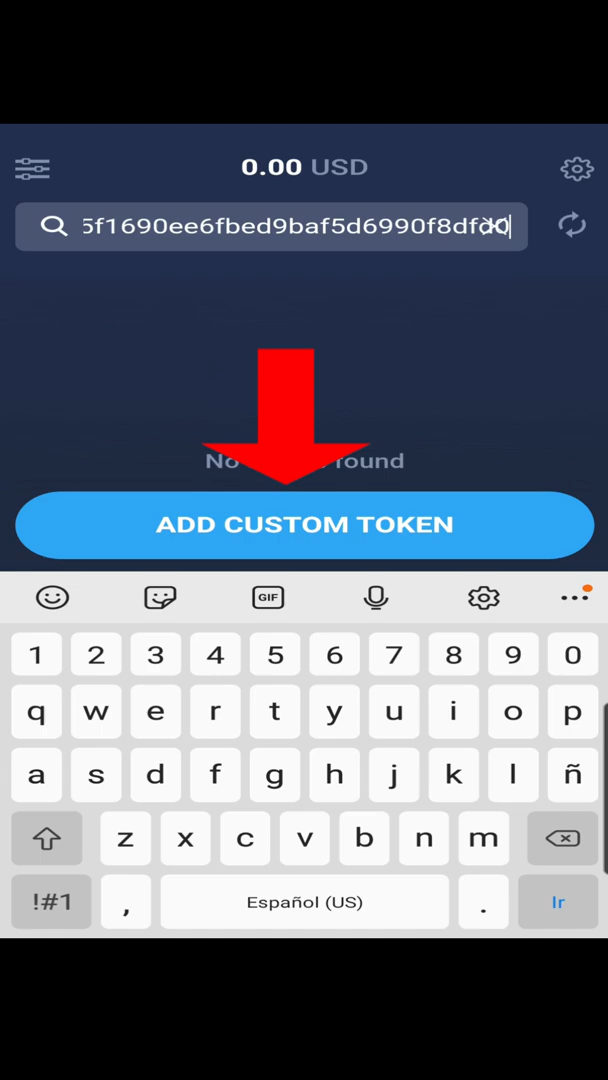 0.00 USD
5f1690ee6fbed9baf5d6990f8dfd0
ADD CUSTOM TOKEN
GIF
1 2 3 4 5 6 7 8 9 0
q w e r t y u i o p
a s d f g h j k l ñ
z x c v b n m
!#1 , Español (US) . Ir